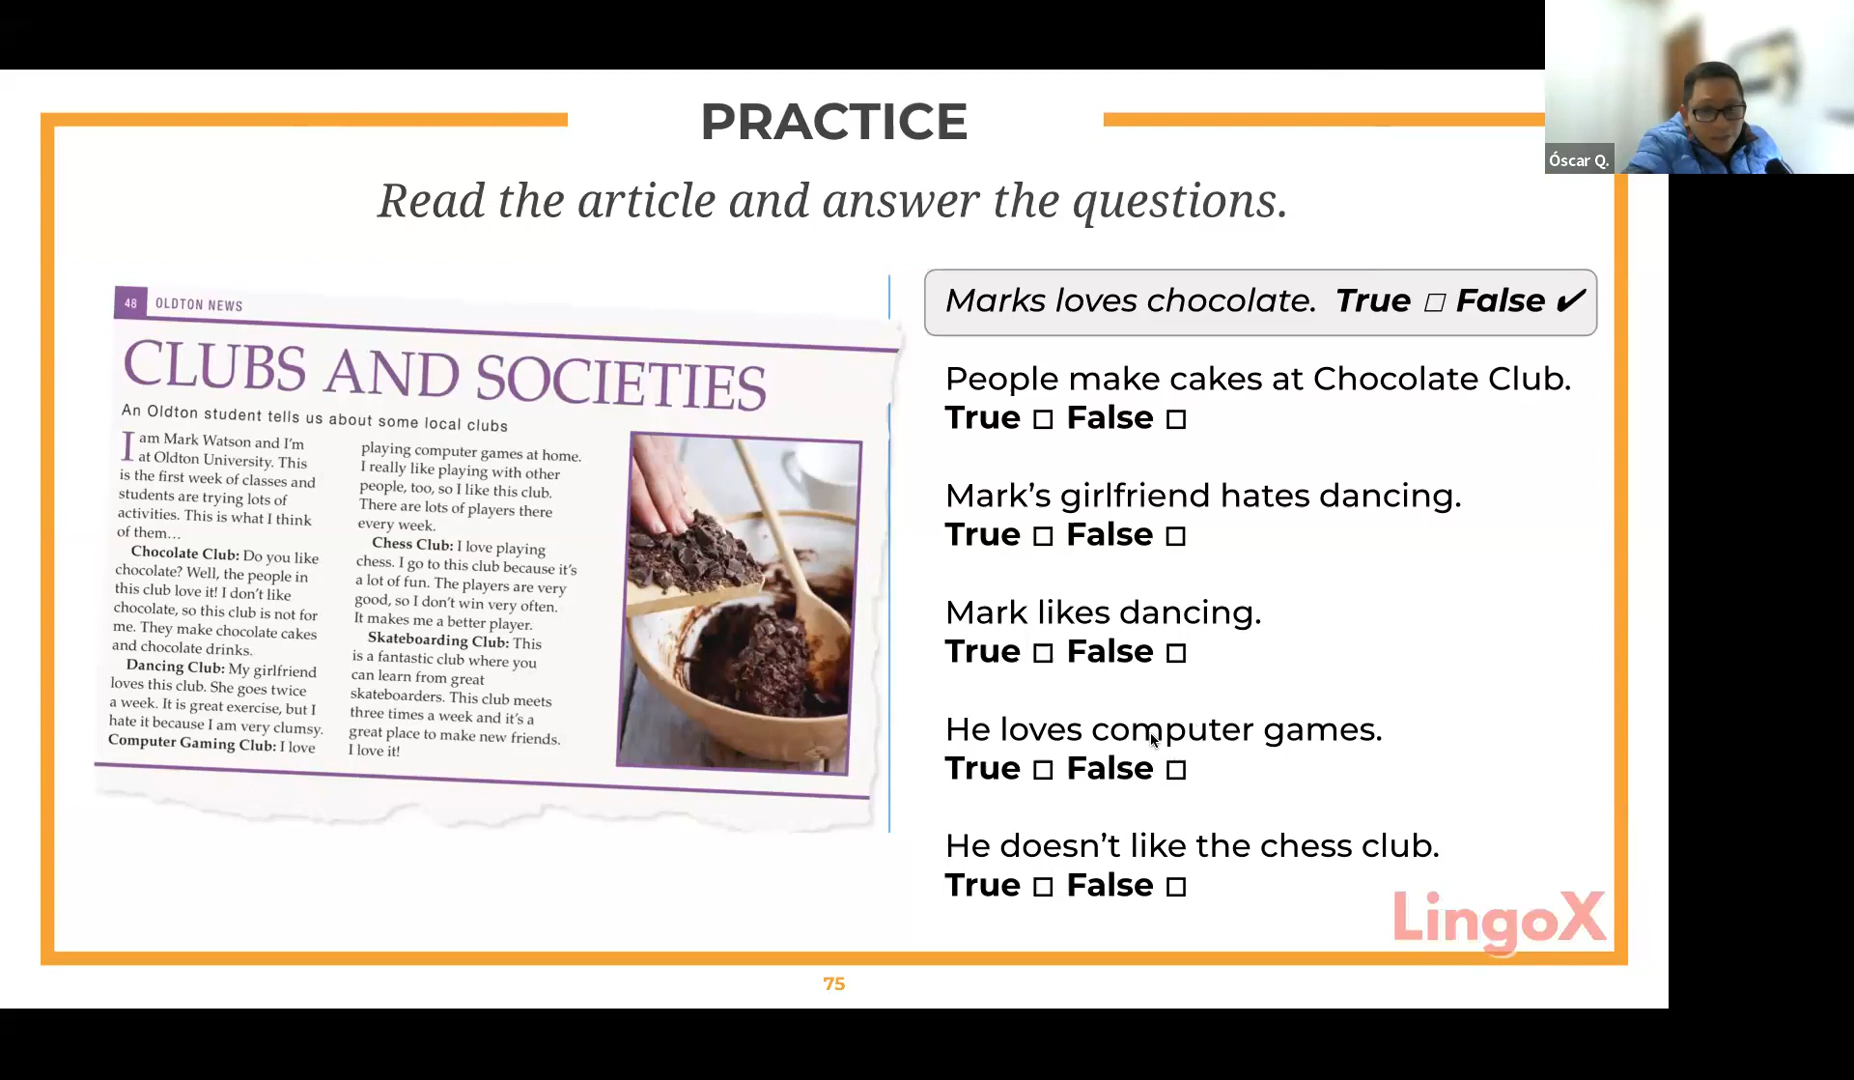 PRACTICE
Óscar Q.
Read the article and answer the questions.
48 OLDTON NEWS
CLUBS AND SOCIETIES
An Oldton student tells us about some local clubs
I am Mark Watson and I'm
at Oldton University. This
is the first week of classes and
students are trying lots of
activities. This is what I think
of them...
Chocolate Club: Do you like
chocolate? Well, the people in
this club love it! I don't like
chocolate, so this club is not for
me. They make chocolate cakes
and chocolate drinks.
Dancing Club: My girlfriend
loves this club. She goes twice
a week. It is great exercise, but I
hate it because I am very clumsy.
Computer Gaming Club: I love
playing computer games at home.
I really like playing with other
people, too, so I like this club.
There are lots of players there
every week.
Chess Club: I love playing
chess. I go to this club because it's
a lot of fun. The players are very
good, so I don't win very often.
It makes me a better player.
Skateboarding Club: This
is a fantastic club where you
can learn from great
skateboarders. This club meets
three times a week and it's a
great place to make new friends.
I love it!
Marks loves chocolate. True □ False ✔
People make cakes at Chocolate Club.
True □ False □
Mark’s girlfriend hates dancing.
True □ False □
Mark likes dancing.
True □ False □
He loves computer games.
True □ False □
He doesn’t like the chess club.
True □ False □
LingoX
75